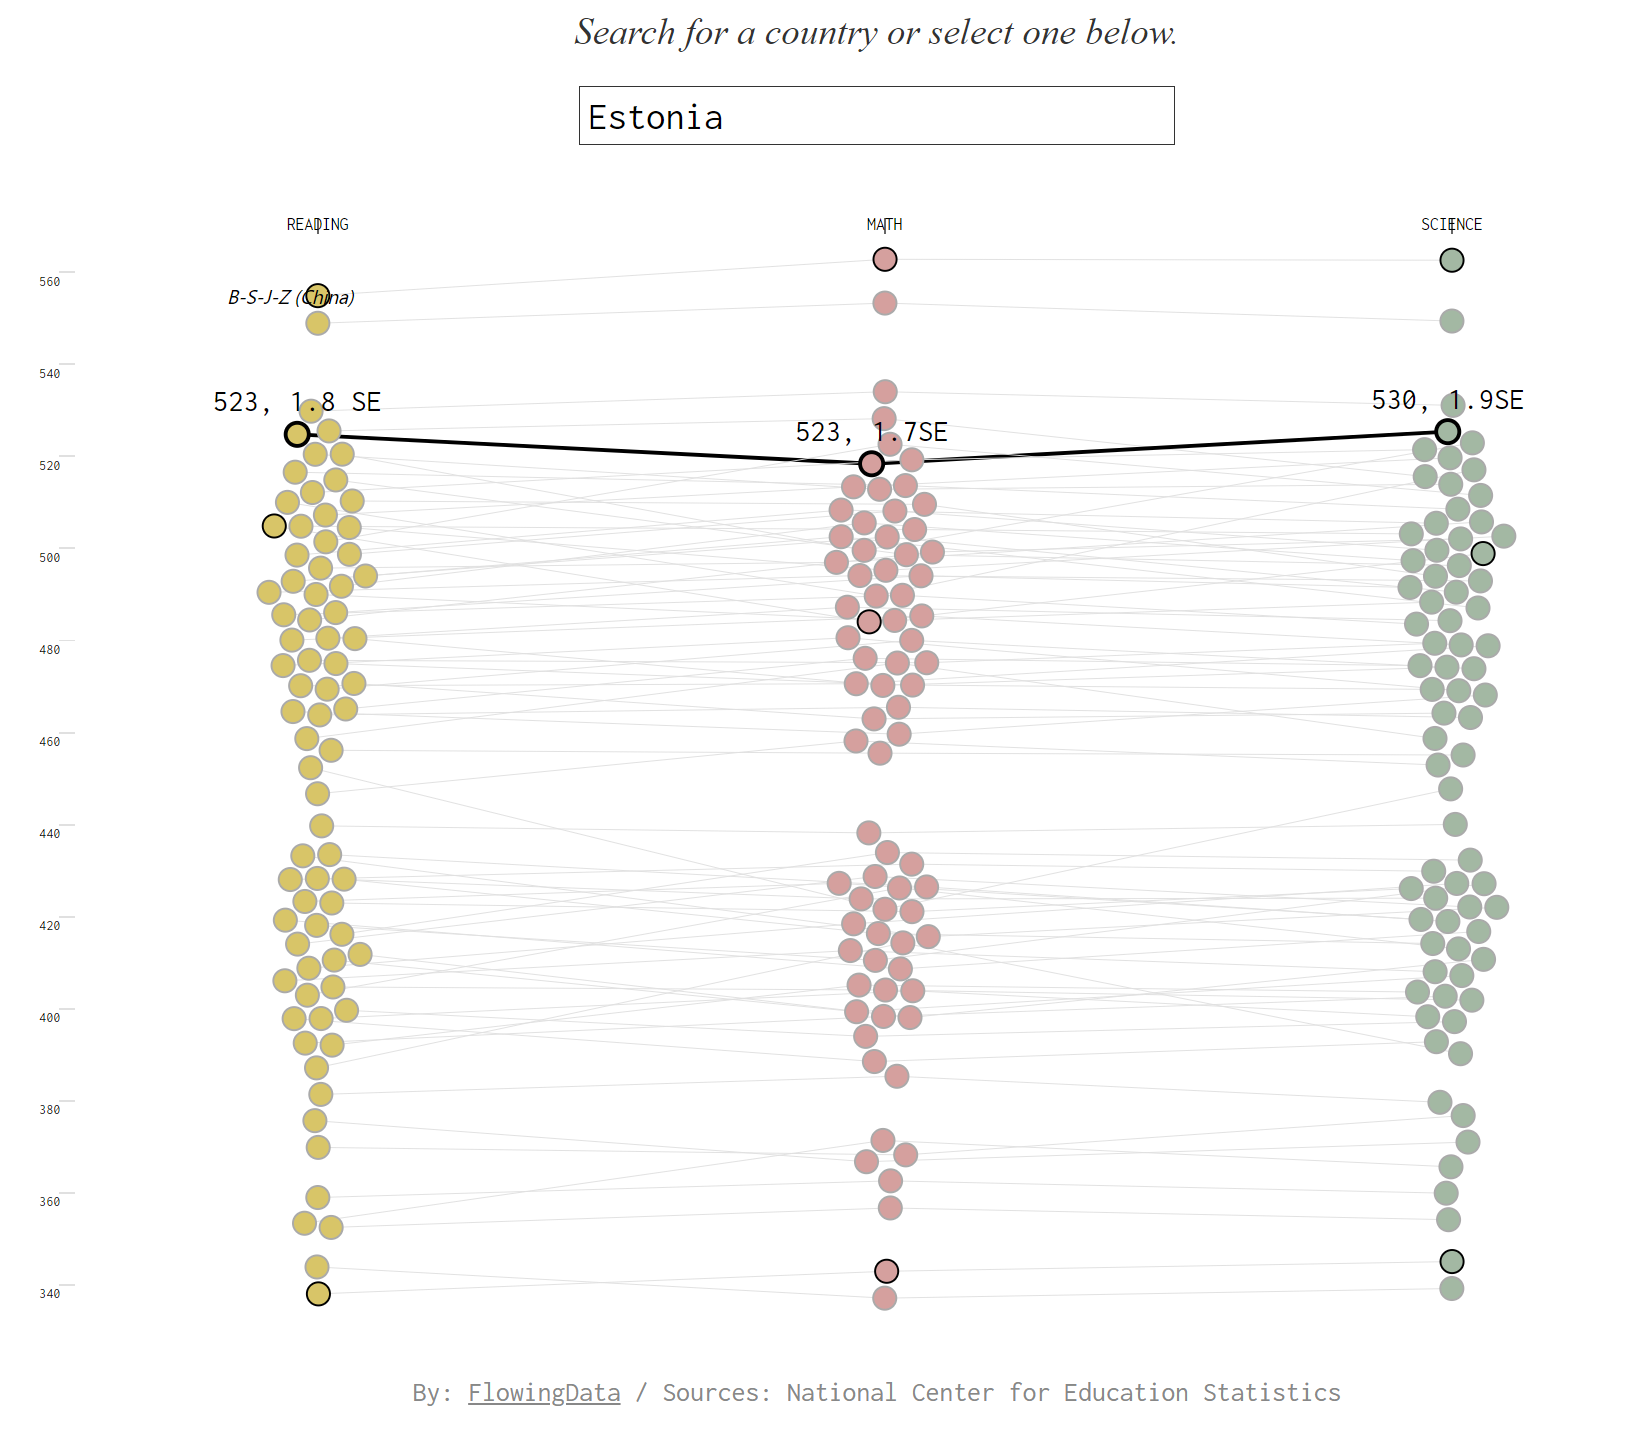 Search for a country or select one below.
Estonia
READING MATH SCIENCE
560
B-S-J-Z (China)
540
523, 1.8 SE
523, 1.7SE
530, 1.9SE
520
500
480
460
440
420
400
380
360
340
By: FlowingData / Sources: National Center for Education Statistics